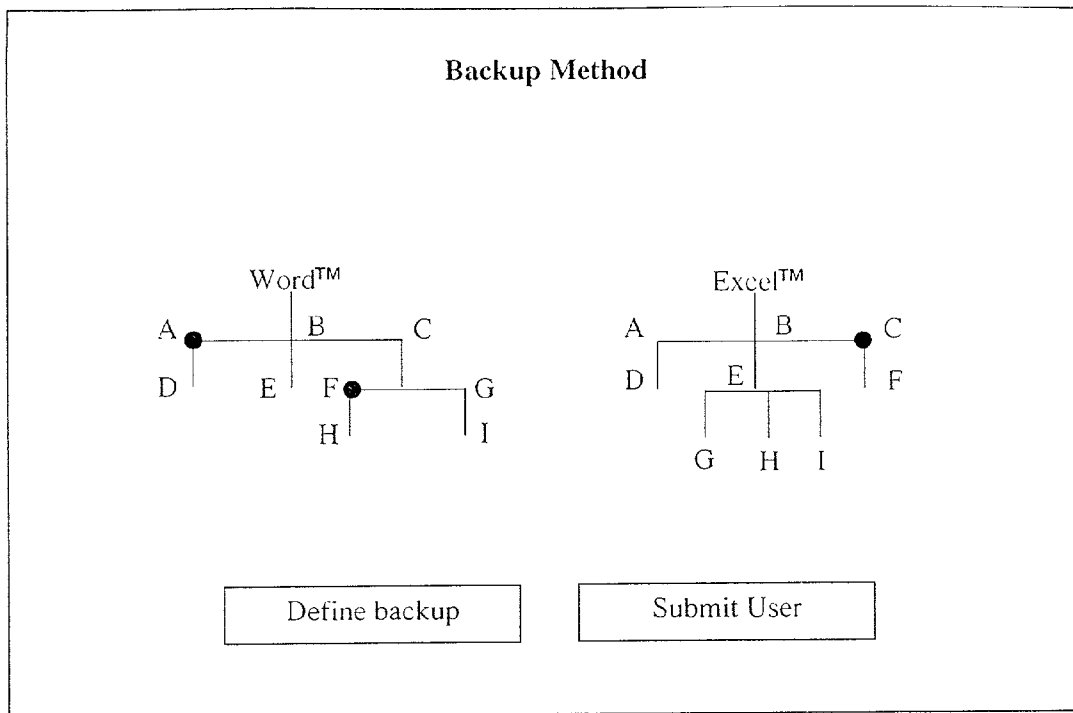 Backup Method
Word™ Excel™
A B C A B C
D E F G D E F
H I G H I
Define backup Submit User